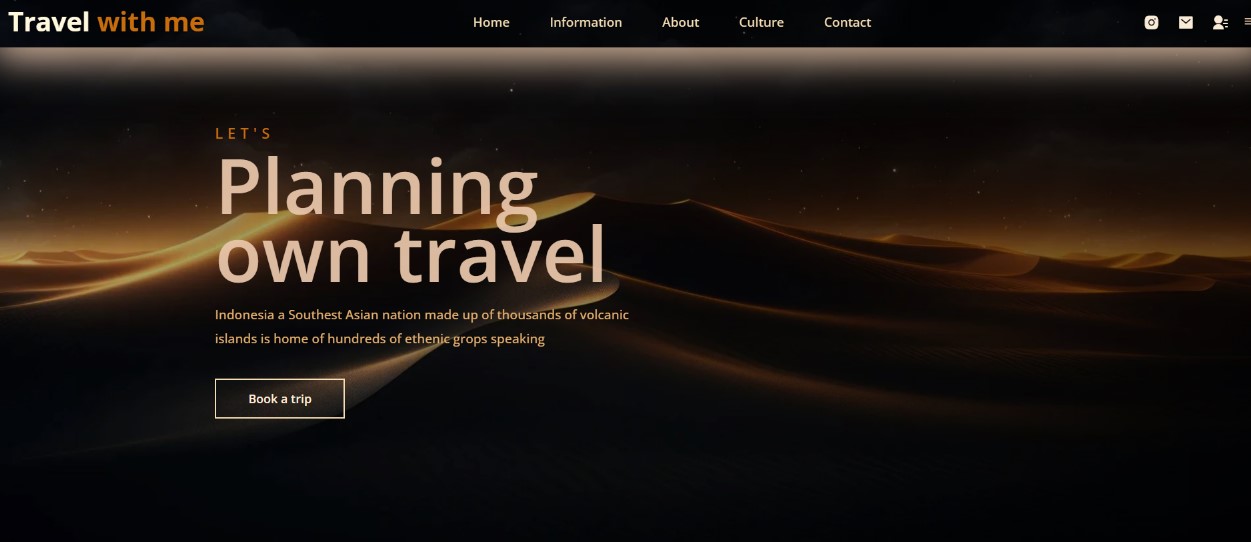 Travel with me
Home Information About Culture Contact
LET'S
Planning
own travel
Indonesia a Southest Asian nation made up of thousands of volcanic
islands is home of hundreds of ethenic grops speaking
Book a trip